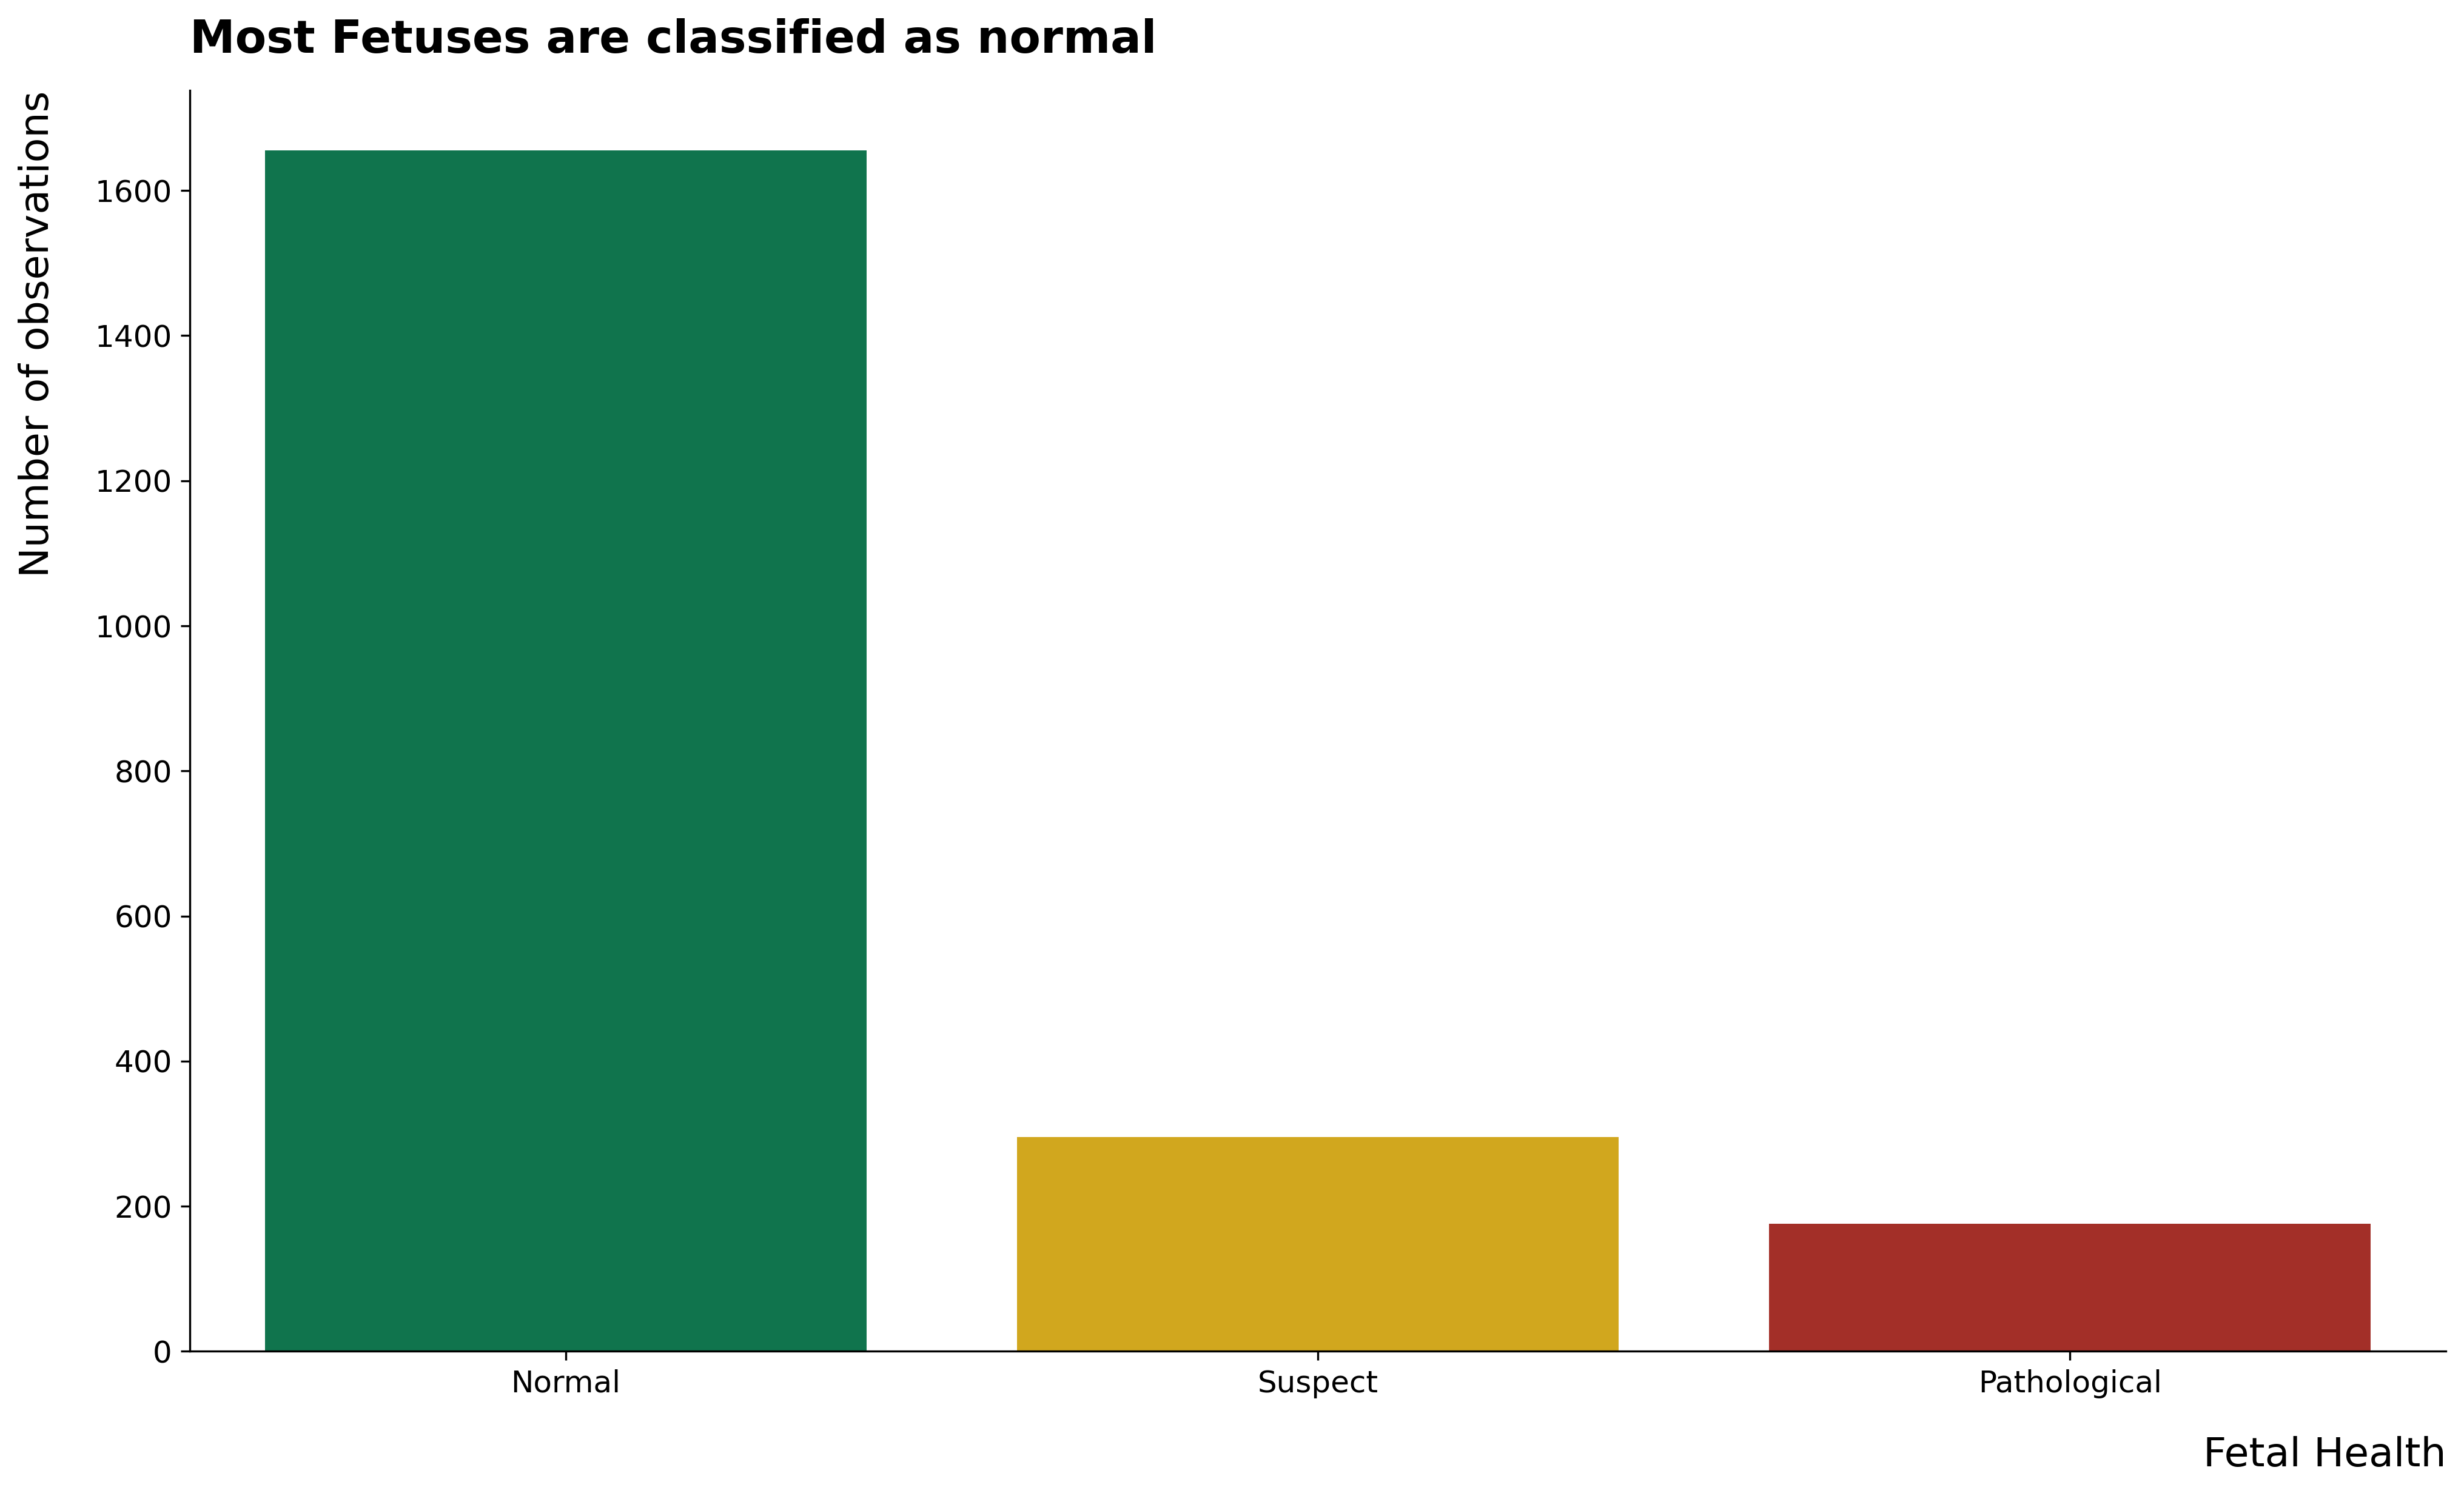 Most Fetuses are classified as normal
Number of observations
1600
1400
1200
1000
800
600
400
200
0
Normal
Suspect
Pathological
Fetal Health